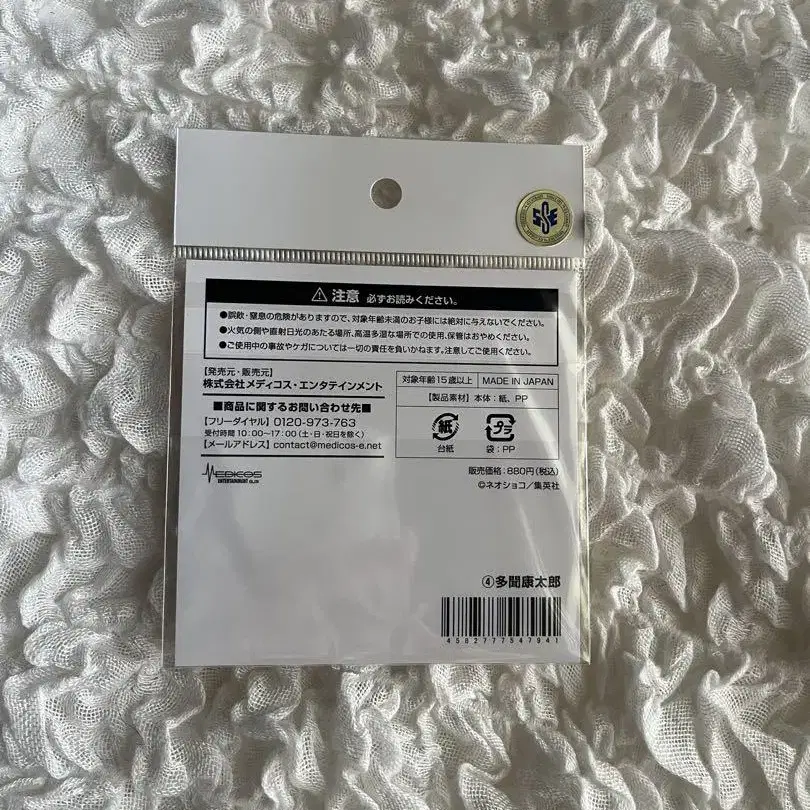 SSE
⚠ 注意 必ずお読みください。
●誤飲・窒息の危険がありますので、対象年齢未満のお子様には絶対に与えないでください。
●火気の側や直射日光のあたる場所、高温多湿な場所での使用、保管はおやめください。
●ご使用中の事故やケガについては一切の責任を負いかねます。注意してご使用ください。
【発売元・販売元】
株式会社メディコス・エンタテインメント
■商品に関するお問い合わせ先■
【フリーダイヤル】0120-973-763
受付時間 10:00~17:00(土・日・祝日を除く)
【メールアドレス】contact@medicos-e.net
MEDICOS
ENTERTAINMENT CO.,LTD
対象年齢15歳以上 MADE IN JAPAN
【製品素材】本体:紙、PP
紙 プラ
台紙 袋:PP
販売価格:880円(税込)
©ネオショコ/集英社
④多聞康太郎
4582777547941